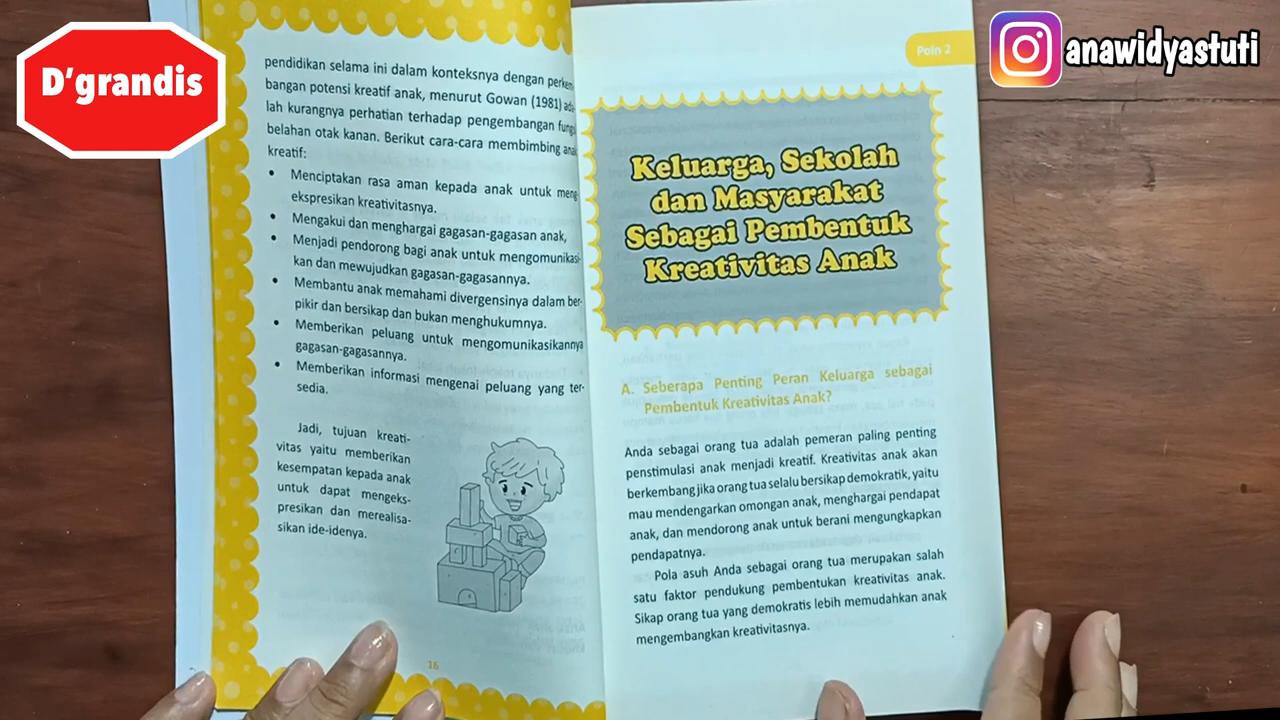 D'grandis
anawidyastuti
pendidikan selama ini dalam konteksnya dengan perkem
bangan potensi kreatif anak, menurut Gowan (1981) ada-
lah kurangnya perhatian terhadap pengembangan fungsi
belahan otak kanan. Berikut cara-cara membimbing anak
kreatif:
• Menciptakan rasa aman kepada anak untuk meng-
ekspresikan kreativitasnya.
• Mengakui dan menghargai gagasan-gagasan anak,
• Menjadi pendorong bagi anak untuk mengomunikasi-
kan dan mewujudkan gagasan-gagasannya.
• Membantu anak memahami divergensinya dalam ber-
pikir dan bersikap dan bukan menghukumnya.
• Memberikan peluang untuk mengomunikasikannya
gagasan-gagasannya.
• Memberikan informasi mengenai peluang yang ter-
sedia.
Jadi, tujuan kreati-
vitas yaitu memberikan
kesempatan kepada anak
untuk dapat mengeks-
presikan dan merealisa-
sikan ide-idenya.
16
Poin 2
Keluarga, Sekolah
dan Masyarakat
Sebagai Pembentuk
Kreativitas Anak
A. Seberapa Penting Peran Keluarga sebagai
Pembentuk Kreativitas Anak?
Anda sebagai orang tua adalah pemeran paling penting
penstimulasi anak menjadi kreatif. Kreativitas anak akan
berkembang jika orang tua selalu bersikap demokratik, yaitu
mau mendengarkan omongan anak, menghargai pendapat
anak, dan mendorong anak untuk berani mengungkapkan
pendapatnya.
Pola asuh Anda sebagai orang tua merupakan salah
satu faktor pendukung pembentukan kreativitas anak.
Sikap orang tua yang demokratis lebih memudahkan anak
mengembangkan kreativitasnya.